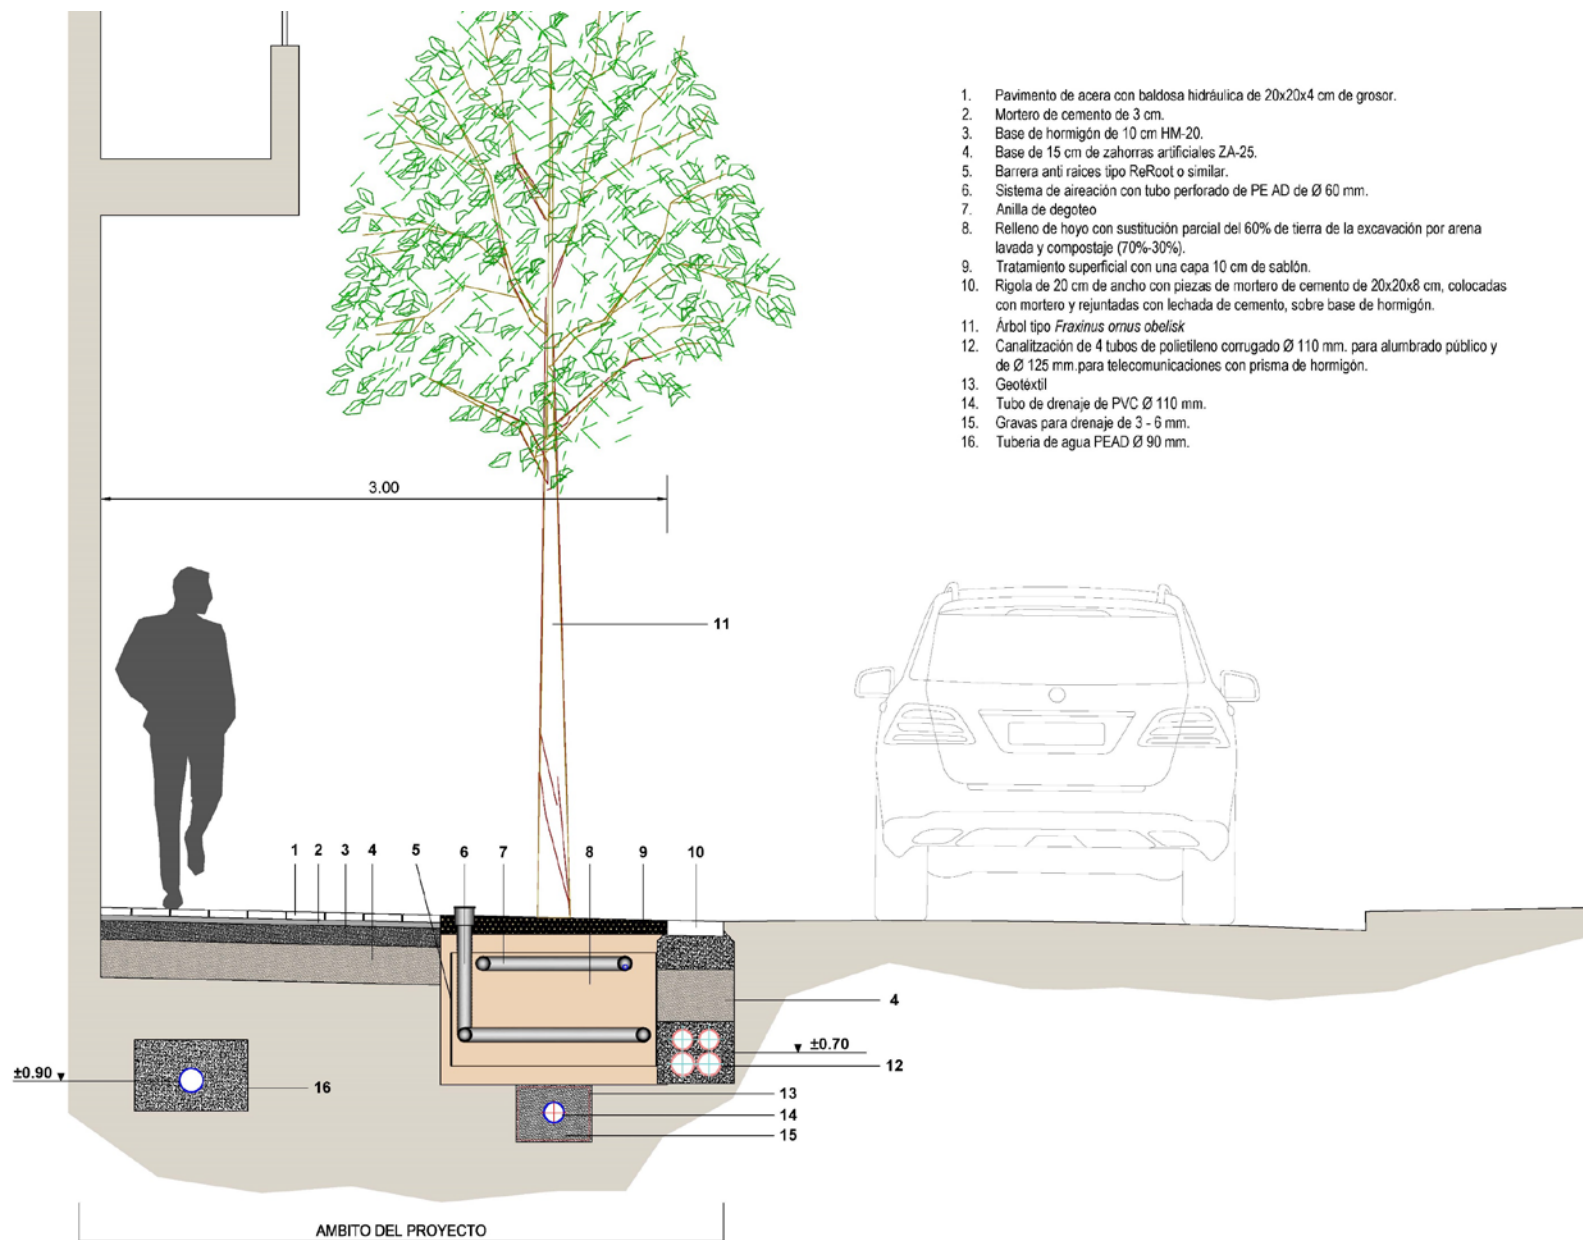 1. Pavimento de acera con baldosa hidráulica de 20x20x4 cm de grosor.
2. Mortero de cemento de 3 cm.
3. Base de hormigón de 10 cm HM-20.
4. Base de 15 cm de zahorras artificiales ZA-25.
5. Barrera anti raices tipo ReRoot o similar.
6. Sistema de aireación con tubo perforado de PE AD de Ø 60 mm.
7. Anilla de degoteo
8. Relleno de hoyo con sustitución parcial del 60% de tierra de la excavación por arena
lavada y compostaje (70%-30%).
9. Tratamiento superficial con una capa 10 cm de sablón.
10. Rigola de 20 cm de ancho con piezas de mortero de cemento de 20x20x8 cm, colocadas
con mortero y rejuntadas con lechada de cemento, sobre base de hormigón.
11. Árbol tipo Fraxinus ornus obelisk
12. Canalitzación de 4 tubos de polietileno corrugado Ø 110 mm. para alumbrado público y
de Ø 125 mm.para telecomunicaciones con prisma de hormigón.
13. Geotéxtil
14. Tubo de drenaje de PVC Ø 110 mm.
15. Gravas para drenaje de 3 - 6 mm.
16. Tuberia de agua PEAD Ø 90 mm.
3.00
11
1 2 3 4 5 6 7 8 9 10
4
±0.70
12
±0.90
16
13
14
15
AMBITO DEL PROYECTO